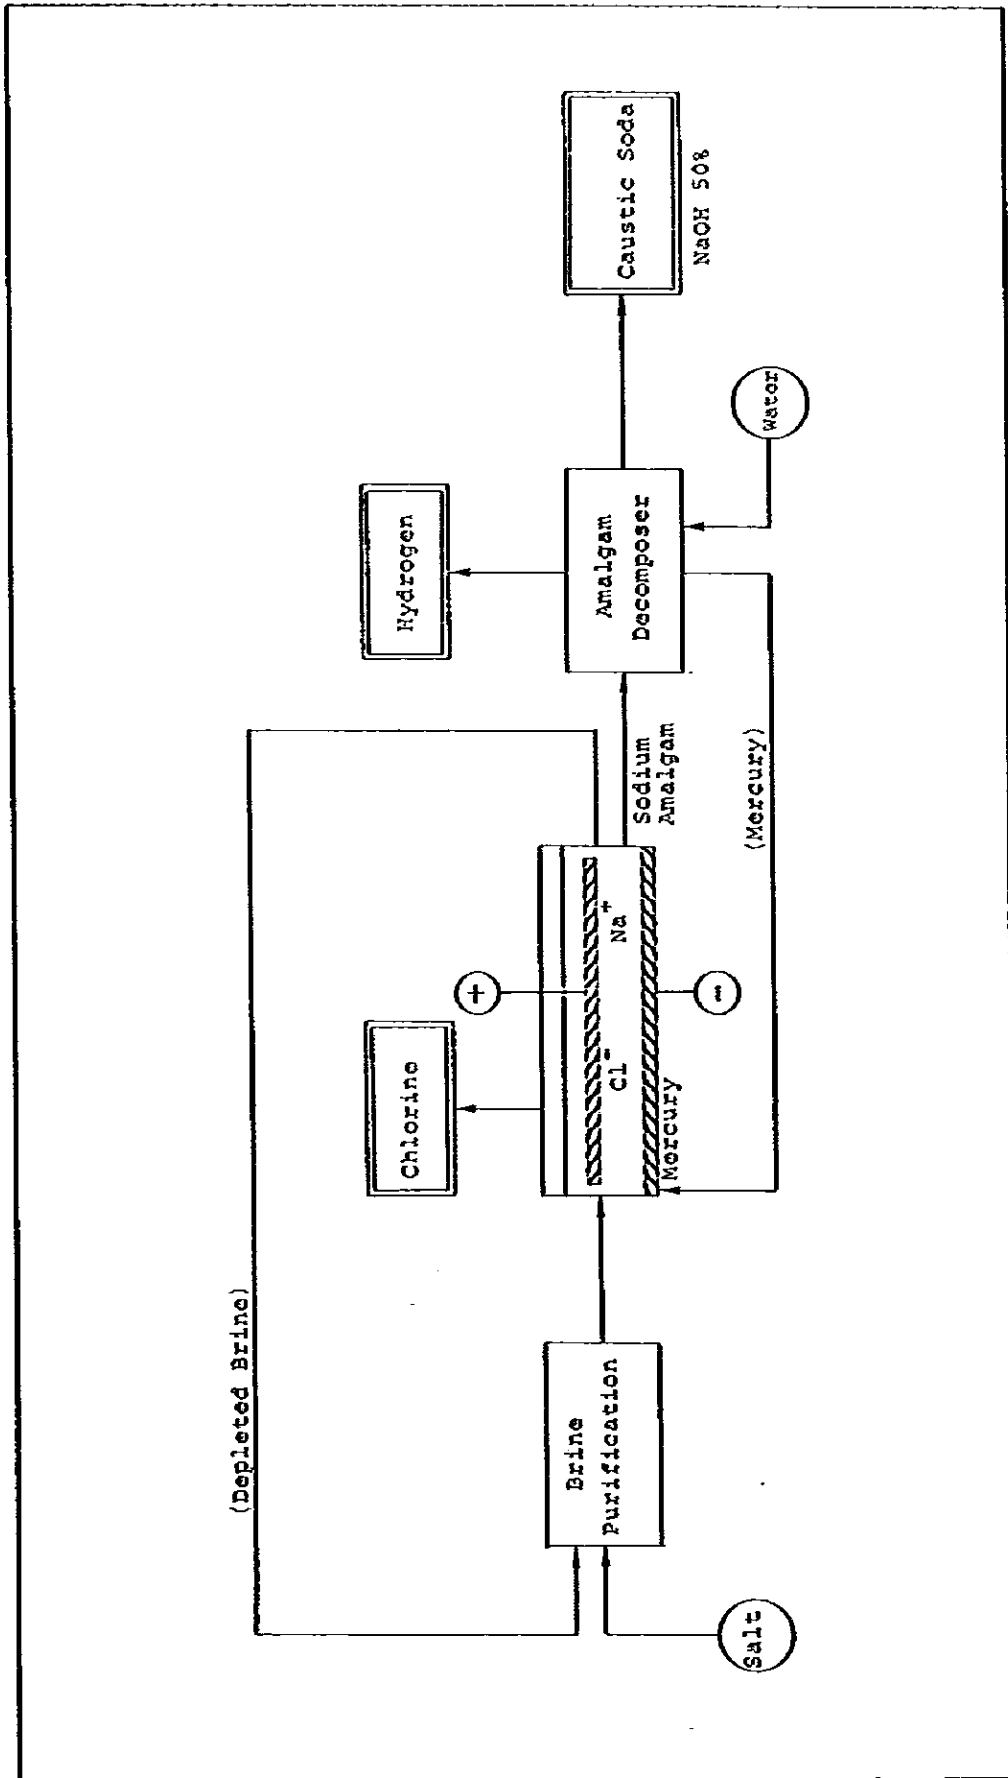 (Depleted Brine)
Chlorine
Hydrogen
+
Salt
Brine
Purification
Cl⁻
Na⁺
Mercury
−
Sodium
Amalgam
Amalgam
Decomposer
Caustic Soda
NaOH 50%
(Mercury)
Water